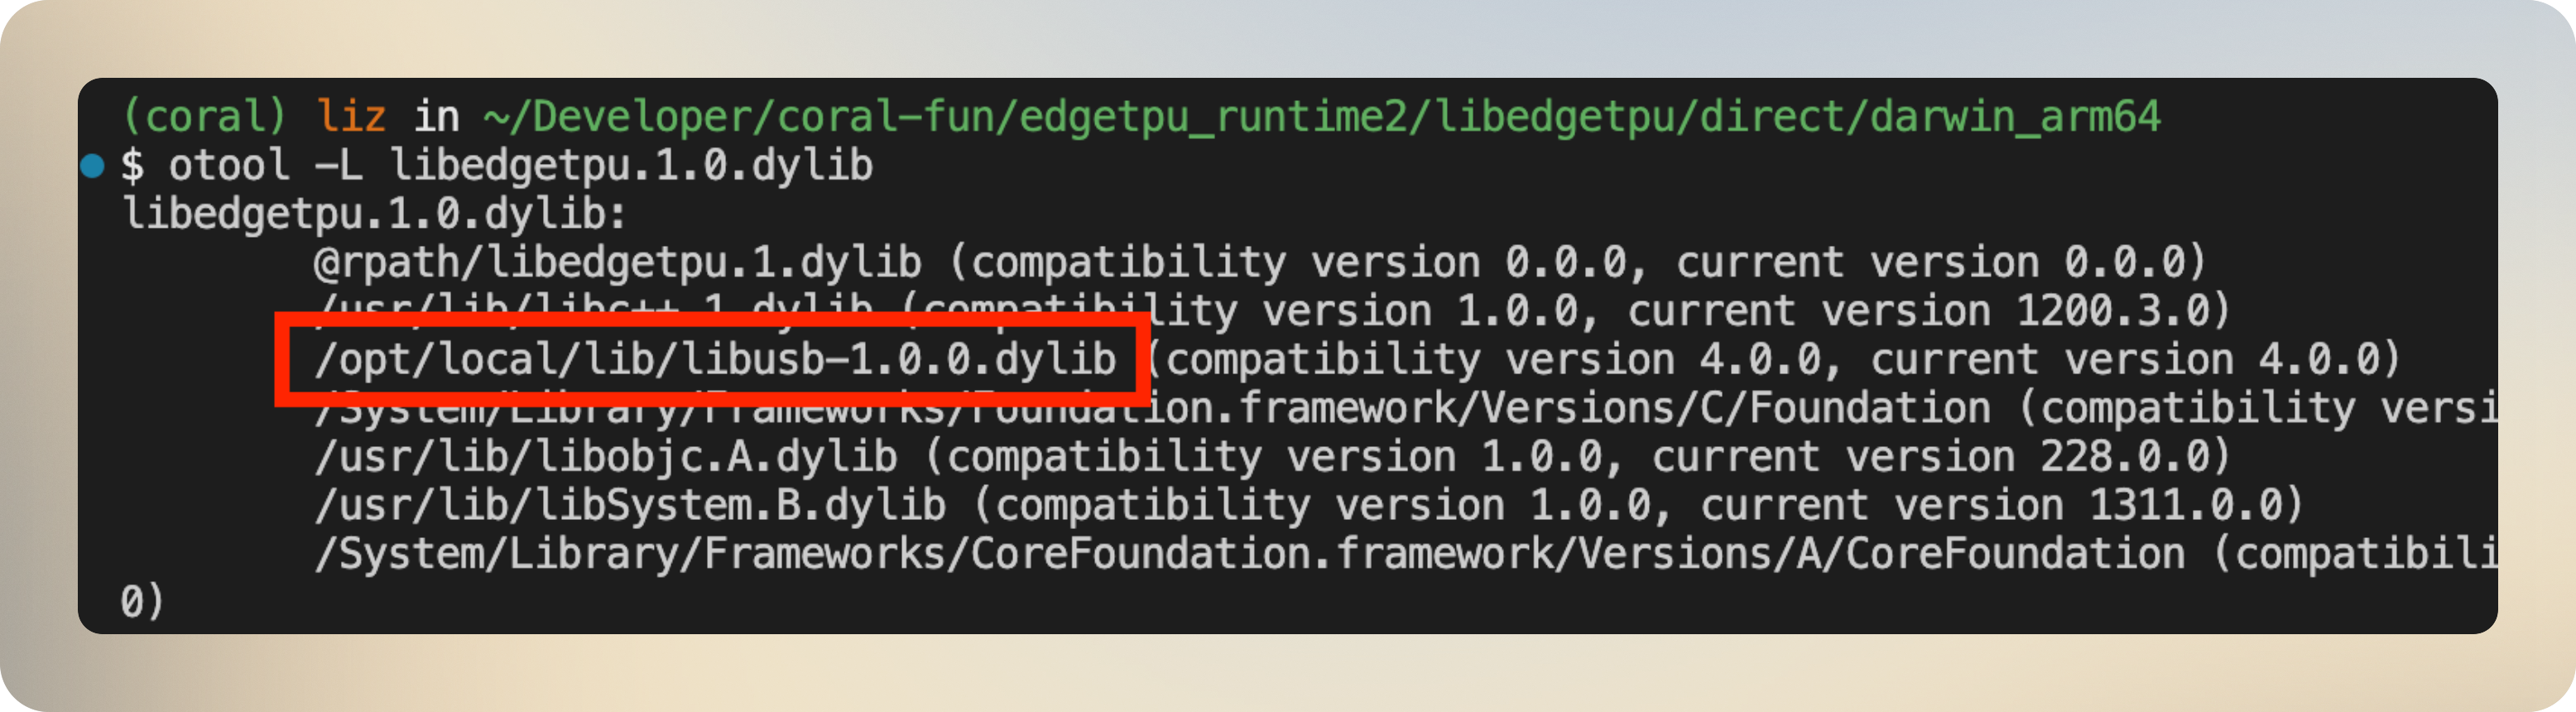 (coral) liz in ~/Developer/coral-fun/edgetpu_runtime2/libedgetpu/direct/darwin_arm64
$ otool -L libedgetpu.1.0.dylib
libedgetpu.1.0.dylib:
@rpath/libedgetpu.1.dylib (compatibility version 0.0.0, current version 0.0.0)
/usr/lib/libc++.1.dylib (compatibility version 1.0.0, current version 1200.3.0)
/opt/local/lib/libusb-1.0.0.dylib (compatibility version 4.0.0, current version 4.0.0)
/System/Library/Frameworks/Foundation.framework/Versions/C/Foundation (compatibility versi
/usr/lib/libobjc.A.dylib (compatibility version 1.0.0, current version 228.0.0)
/usr/lib/libSystem.B.dylib (compatibility version 1.0.0, current version 1311.0.0)
/System/Library/Frameworks/CoreFoundation.framework/Versions/A/CoreFoundation (compatibili
0)